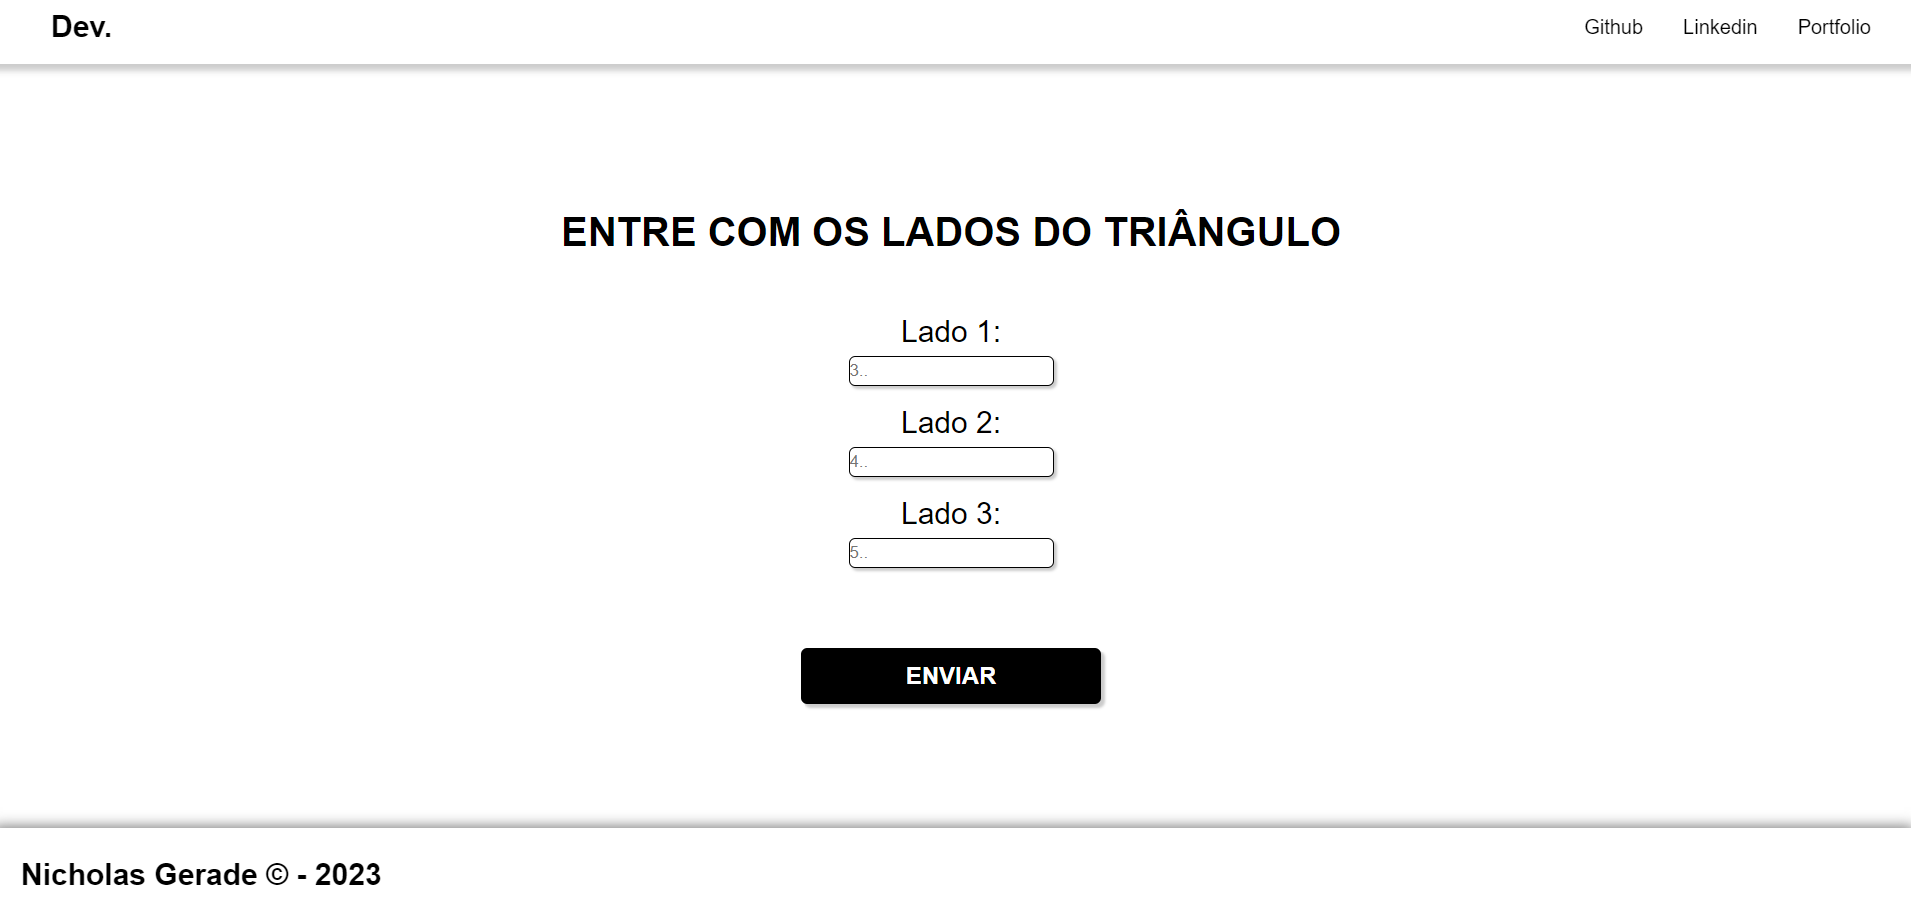 Dev.
Github Linkedin Portfolio
ENTRE COM OS LADOS DO TRIÂNGULO
Lado 1:
3..
Lado 2:
4..
Lado 3:
5..
ENVIAR
Nicholas Gerade © - 2023